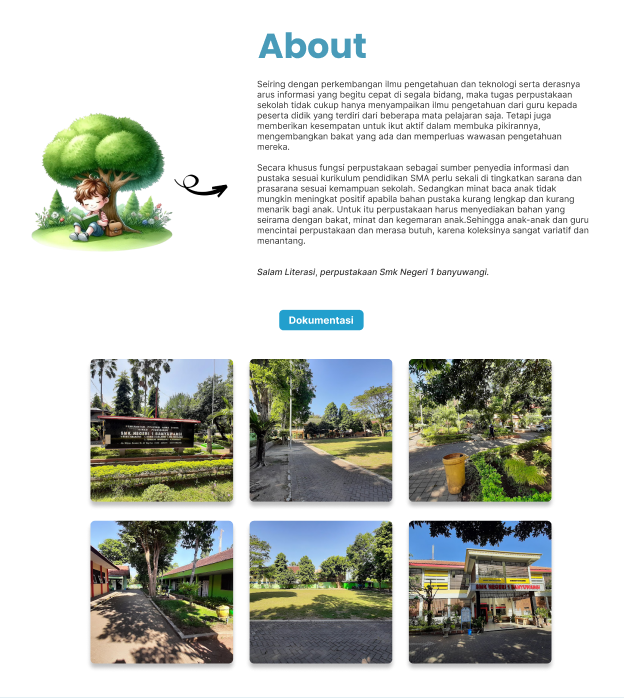 About
Seiring dengan perkembangan ilmu pengetahuan dan teknologi serta derasnya
arus informasi yang begitu cepat di segala bidang, maka tugas perpustakaan
sekolah tidak cukup hanya menyampaikan ilmu pengetahuan dari guru kepada
peserta didik yang terdiri dari beberapa mata pelajaran saja. Tetapi juga
memberikan kesempatan untuk ikut aktif dalam membuka pikirannya,
mengembangkan bakat yang ada dan memperluas wawasan pengetahuan
mereka.
Secara khusus fungsi perpustakaan sebagai sumber penyedia informasi dan
pustaka sesuai kurikulum pendidikan SMA perlu sekali di tingkatkan sarana dan
prasarana sesuai kemampuan sekolah. Sedangkan minat baca anak tidak
mungkin meningkat positif apabila bahan pustaka kurang lengkap dan kurang
menarik bagi anak. Untuk itu perpustakaan harus menyediakan bahan yang
seirama dengan bakat, minat dan kegemaran anak.Sehingga anak-anak dan guru
mencintai perpustakaan dan merasa butuh, karena koleksinya sangat variatif dan
menantang.
Salam Literasi, perpustakaan Smk Negeri 1 banyuwangi.
Dokumentasi
SMK NEGERI 1 BANYUWANGI
SMK NEGERI 1 BANYUWANGI